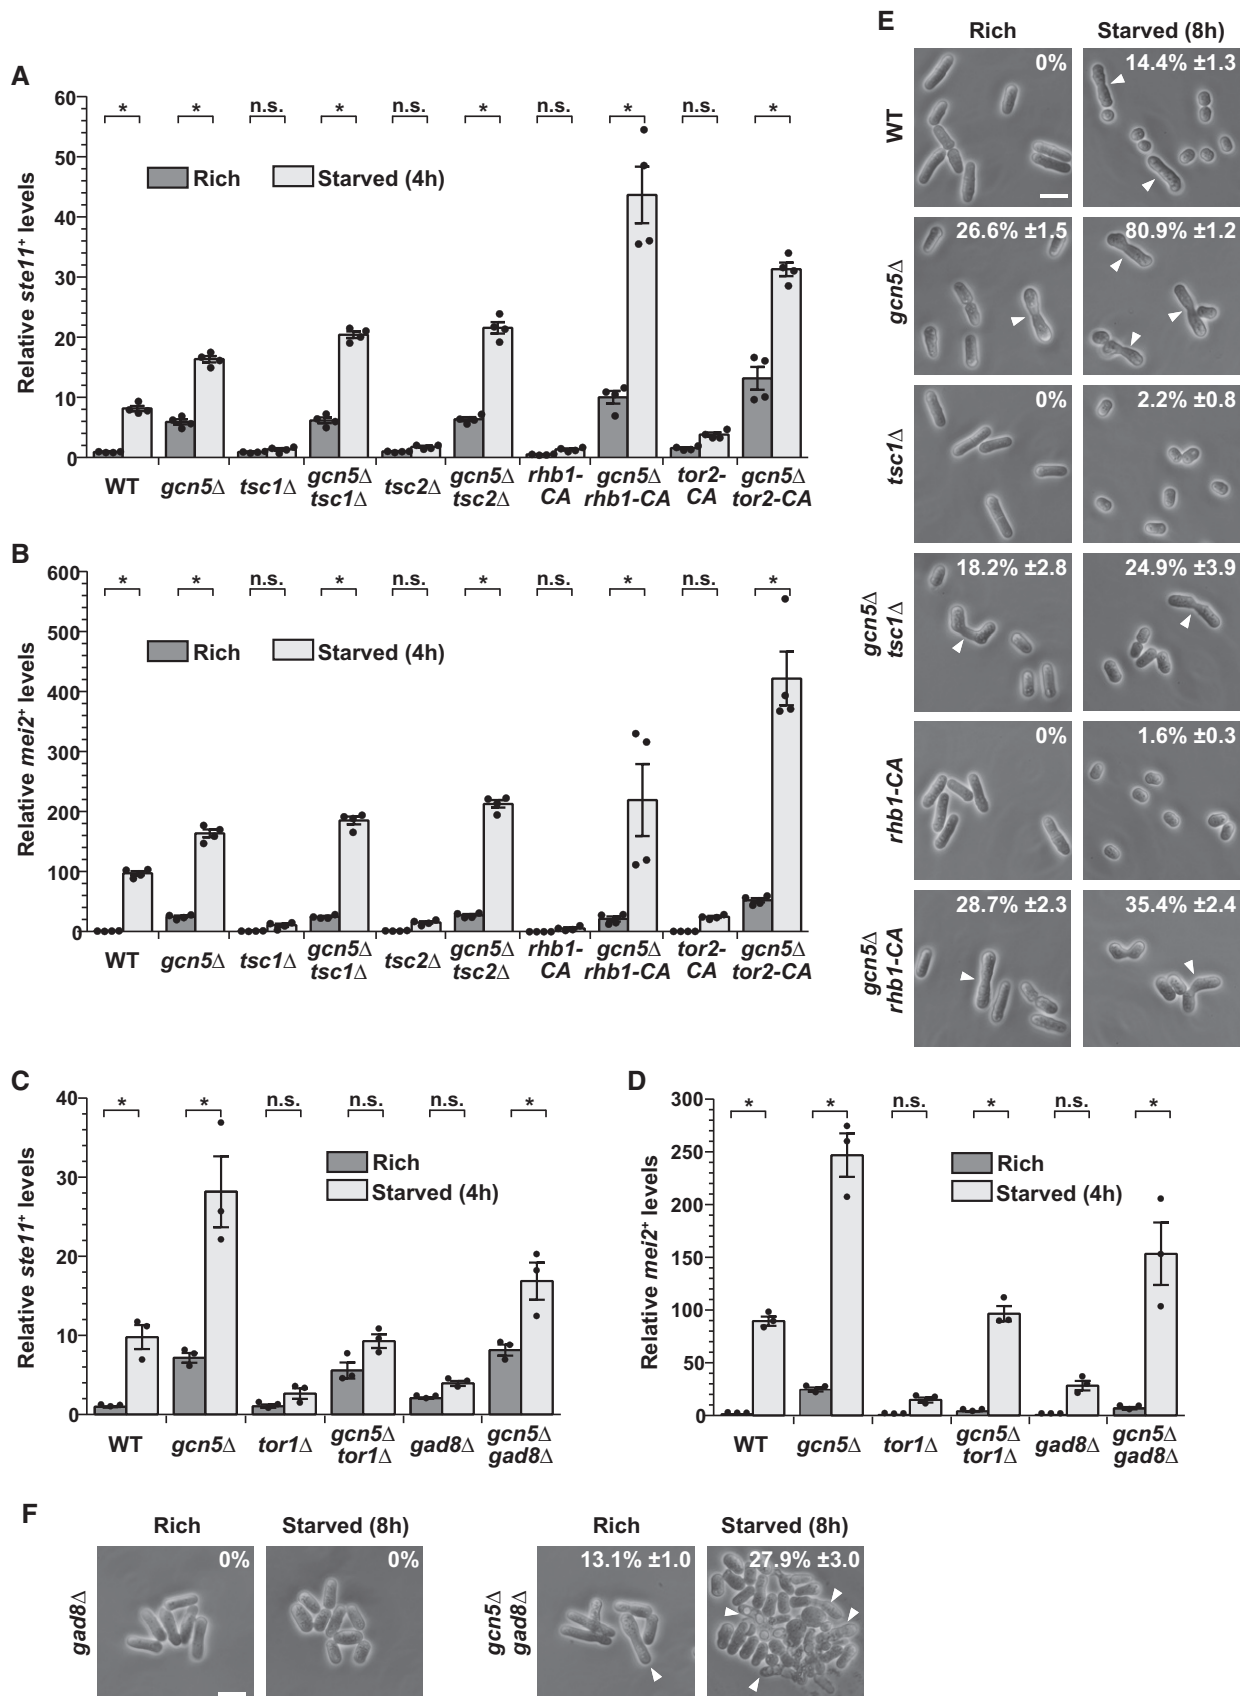 A
Relative ste11+ levels
60
50
40
30
20
10
0
* * n.s. * n.s. * n.s. * n.s. *
Rich Starved (4h)
WT gcn5Δ tsc1Δ gcn5Δ tsc2Δ gcn5Δ rhb1- gcn5Δ tor2- gcn5Δ
tsc1Δ tsc2Δ CA rhb1-CA CA tor2-CA
B
Relative mei2+ levels
600
500
600
400
300
200
100
0
* * n.s. * n.s. * n.s. * n.s. *
Rich Starved (4h)
WT gcn5Δ tsc1Δ gcn5Δ tsc2Δ gcn5Δ rhb1- gcn5Δ tor2- gcn5Δ
tsc1Δ tsc2Δ CA rhb1-CA CA tor2-CA
E
Rich Starved (8h)
WT
0% 14.4% ±1.3
gcn5Δ
26.6% ±1.5 80.9% ±1.2
tsc1Δ
0% 2.2% ±0.8
gcn5Δ
tsc1Δ
18.2% ±2.8 24.9% ±3.9
rhb1-CA
0% 1.6% ±0.3
gcn5Δ
rhb1-CA
28.7% ±2.3 35.4% ±2.4
C
Relative ste11+ levels
40
30
20
10
0
* * n.s. n.s. n.s. *
Rich
Starved (4h)
WT gcn5Δ tor1Δ gcn5Δ gad8Δ gcn5Δ
tor1Δ gad8Δ
D
Relative mei2+ levels
300
250
200
150
100
50
0
* * n.s. * n.s. *
Rich
Starved (4h)
WT gcn5Δ tor1Δ gcn5Δ gad8Δ gcn5Δ
tor1Δ gad8Δ
F
Rich Starved (8h) Rich Starved (8h)
gad8Δ
0% 0%
gcn5Δ
gad8Δ
13.1% ±1.0 27.9% ±3.0